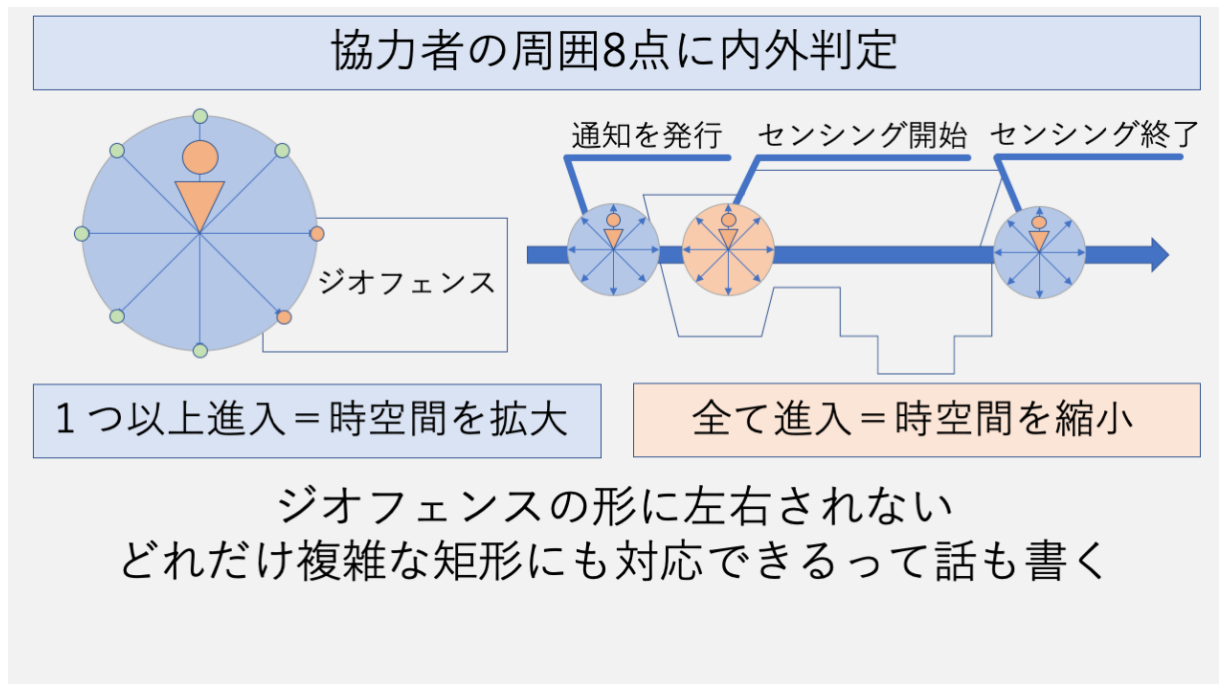 協力者の周囲8点に内外判定
通知を発行
センシング開始
センシング終了
ジオフェンス
1つ以上進入＝時空間を拡大
全て進入＝時空間を縮小
ジオフェンスの形に左右されない
どれだけ複雑な矩形にも対応できるって話も書く